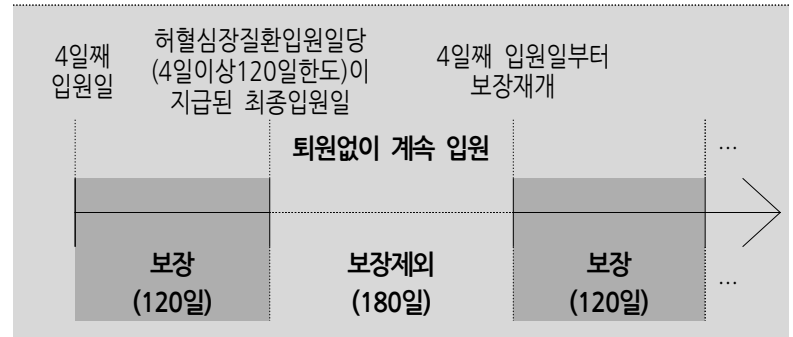 4일째
입원일
허혈심장질환입원일당
(4일이상120일한도)이
지급된 최종입원일
4일째 입원일부터
보장재개
퇴원없이 계속 입원
…
보장
(120일)
보장제외
(180일)
보장
(120일)
…